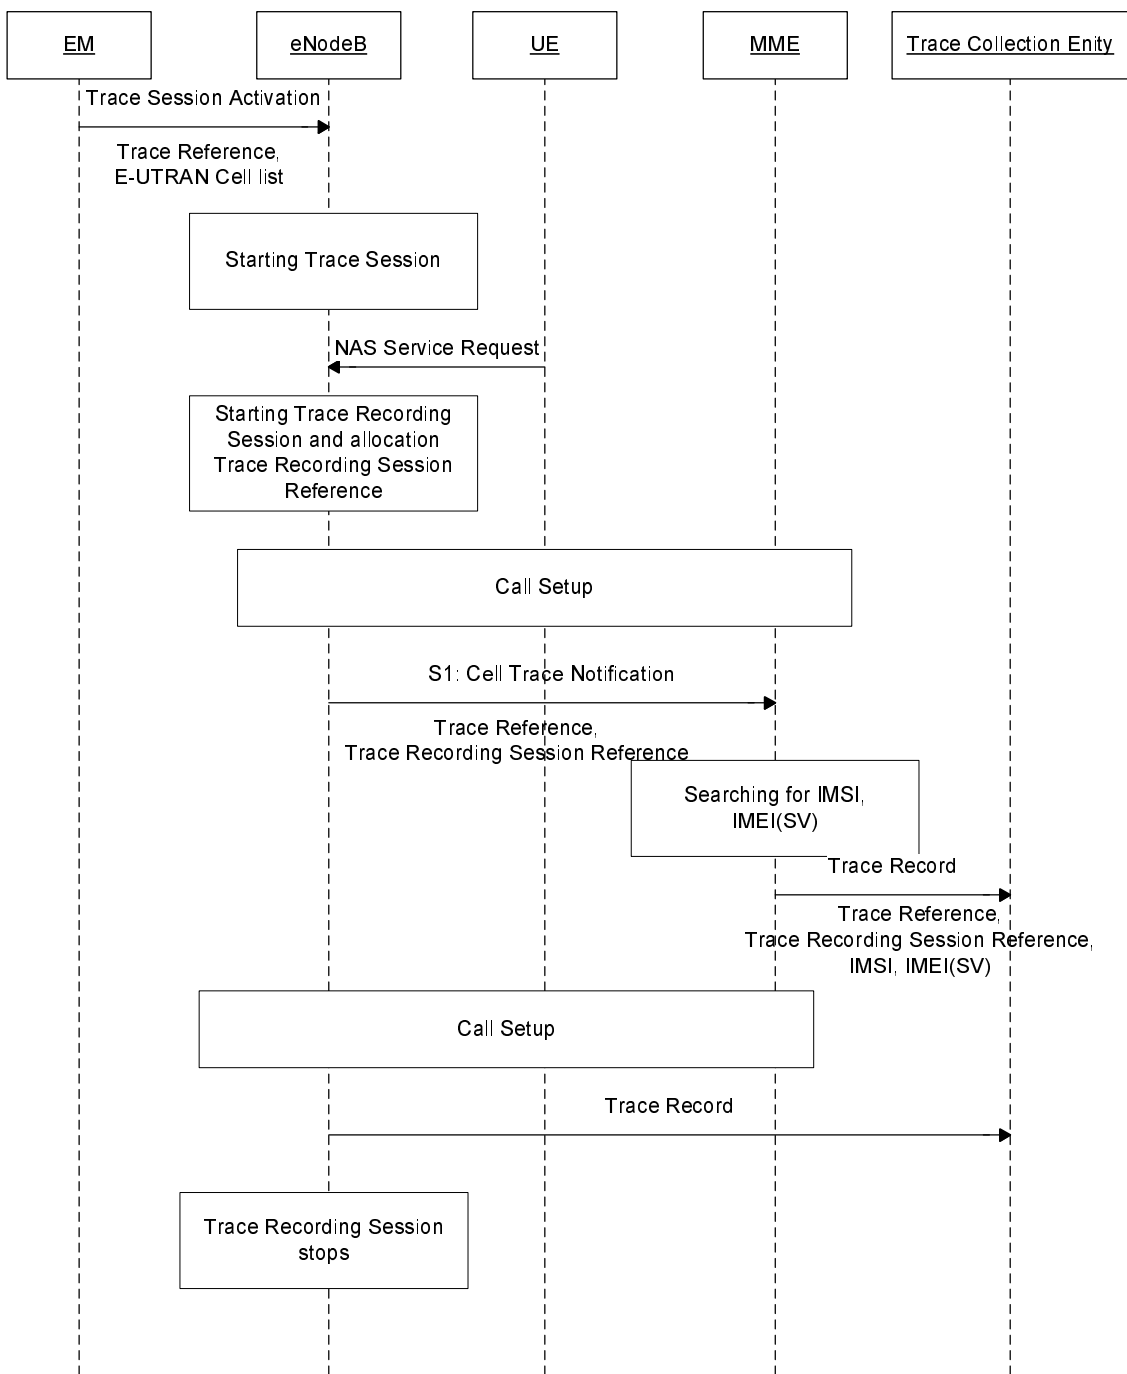 EM
eNodeB
UE
MME
Trace Collection Enity
Trace Session Activation
Trace Reference,
E-UTRAN Cell list
Starting Trace Session
NAS Service Request
Starting Trace Recording
Session and allocation
Trace Recording Session
Reference
Call Setup
S1: Cell Trace Notification
Trace Reference,
Trace Recording Session Reference
Searching for IMSI,
IMEI(SV)
Trace Record
Trace Reference,
Trace Recording Session Reference,
IMSI, IMEI(SV)
Call Setup
Trace Record
Trace Recording Session
stops